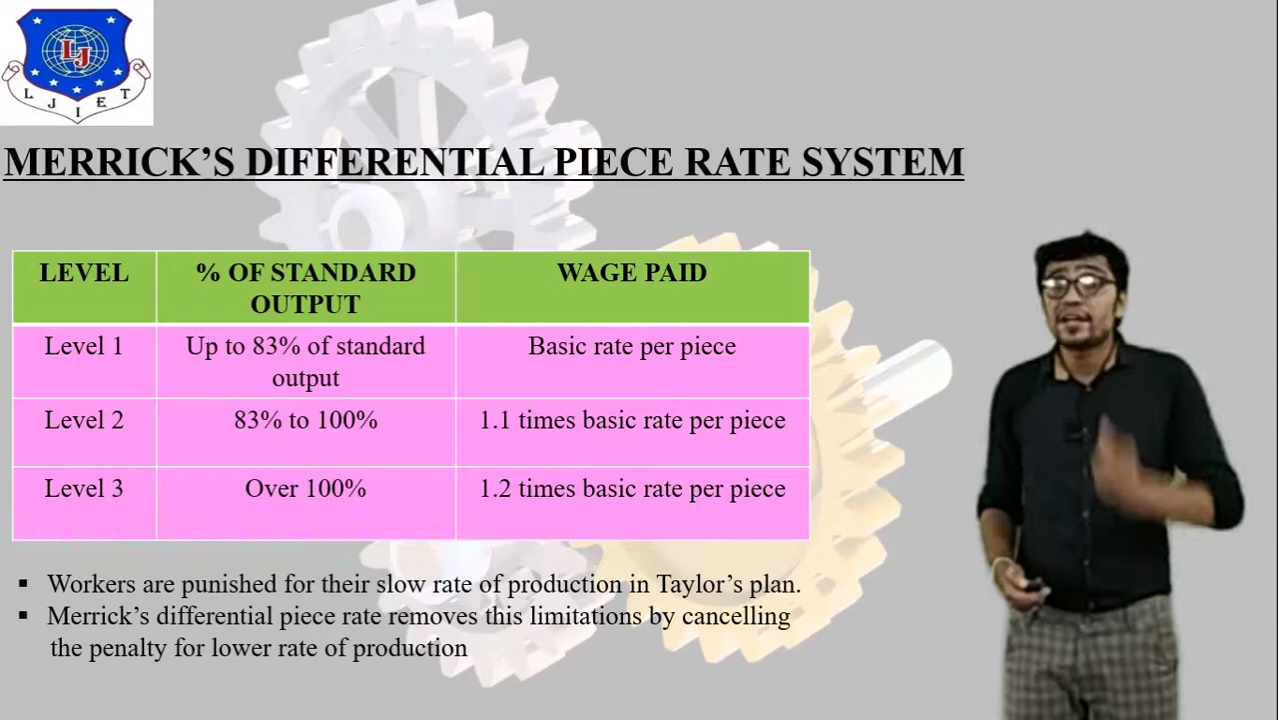 LJ
LJIET
MERRICK’S DIFFERENTIAL PIECE RATE SYSTEM
LEVEL
% OF STANDARD
OUTPUT
WAGE PAID
Level 1
Up to 83% of standard
output
Basic rate per piece
Level 2
83% to 100%
1.1 times basic rate per piece
Level 3
Over 100%
1.2 times basic rate per piece
▪ Workers are punished for their slow rate of production in Taylor’s plan.
▪ Merrick’s differential piece rate removes this limitations by cancelling
the penalty for lower rate of production